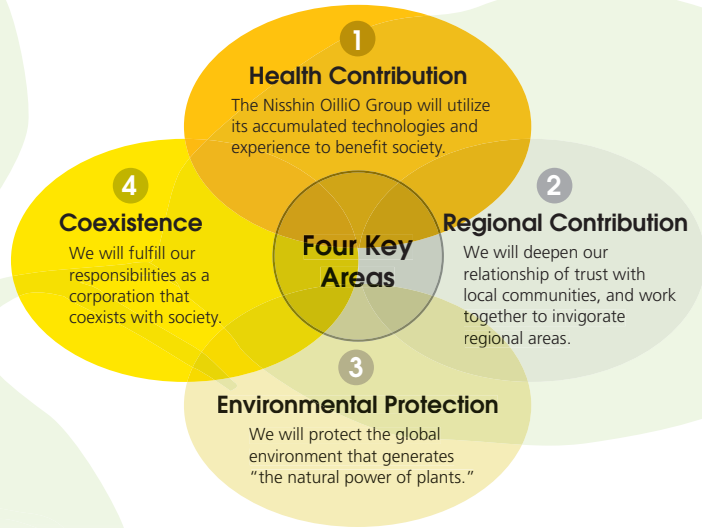 1
Health Contribution
The Nisshin OilliO Group will utilize
its accumulated technologies and
experience to benefit society.
4
Coexistence
We will fulfill our
responsibilities as a
corporation that
coexists with society.
Four Key
Areas
2
Regional Contribution
We will deepen our
relationship of trust with
local communities, and work
together to invigorate
regional areas.
3
Environmental Protection
We will protect the global
environment that generates
“the natural power of plants.”